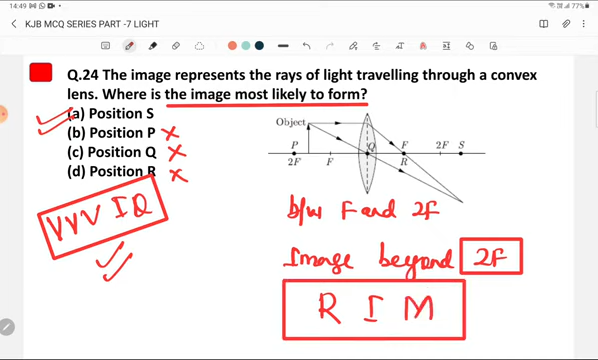 14:49
77%
KJB MCQ SERIES PART -7 LIGHT
Q.24 The image represents the rays of light travelling through a convex
lens. Where is the image most likely to form?
(a) Position S
(b) Position P X
(c) Position Q X
(d) Position R X
VVV IQ
Object
P
2F
F
Q
F
R
2F
S
b/w F and 2F
Image beyond 2F
R I M